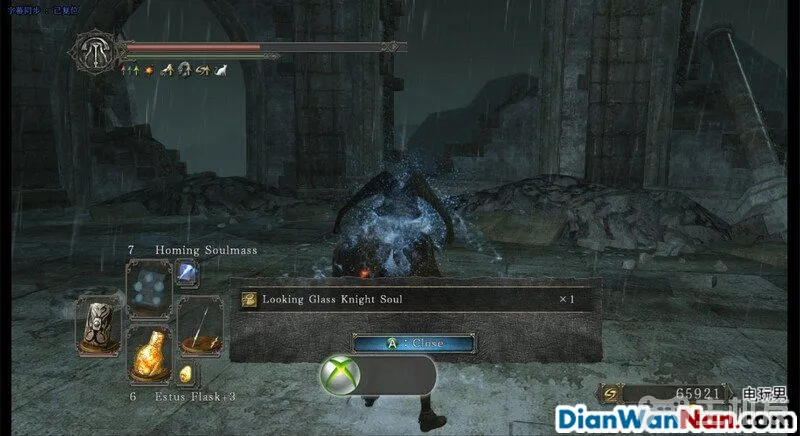 字幕同步 : 已复位
7 Homing Soulmass
Looking Glass Knight Soul ×1
A : Close
6 Estus Flask+3
65921
电玩男
DianWanNan.com